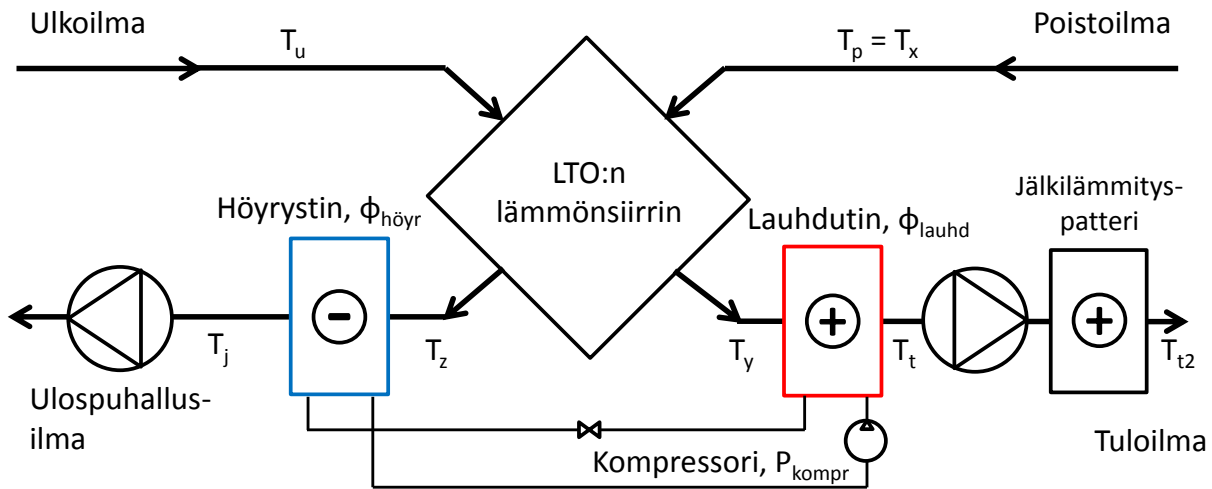 Ulkoilma
Tᵤ
Tₚ = Tₓ
Poistoilma
LTO:n
lämmönsiirrin
Höyrystin, ϕhöyr
Lauhdutin, ϕlauhd
Jälkilämmitys-
patteri
-
+
+
Tj
Tz
Ty
Tt
Tt2
Ulospuhallus-
ilma
Kompressori, Pkompr
Tuloilma